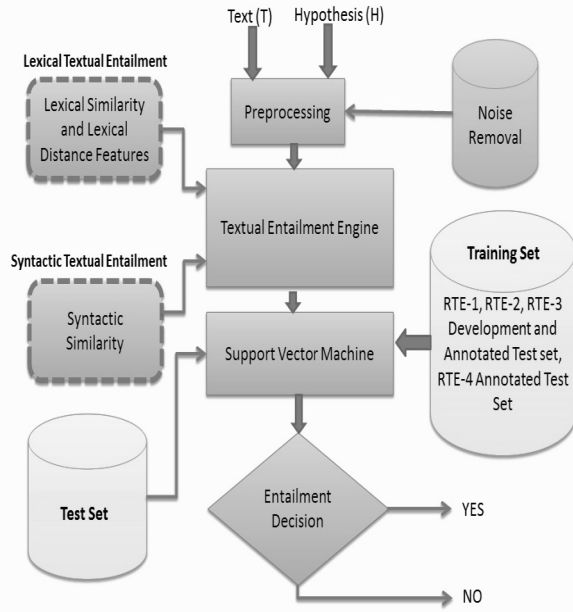 Text (T)
Hypothesis (H)
Lexical Textual Entailment
Lexical Similarity
and Lexical
Distance Features
Preprocessing
Noise
Removal
Textual Entailment Engine
Syntactic Textual Entailment
Syntactic
Similarity
Training Set
RTE-1, RTE-2, RTE-3
Development and
Annotated Test set,
RTE-4 Annotated Test
Set
Support Vector Machine
Test Set
Entailment
Decision
YES
NO